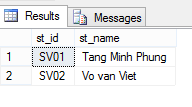 Results Messages
st_id st_name
1 SV01 Tang Minh Phung
2 SV02 Vo van Viet